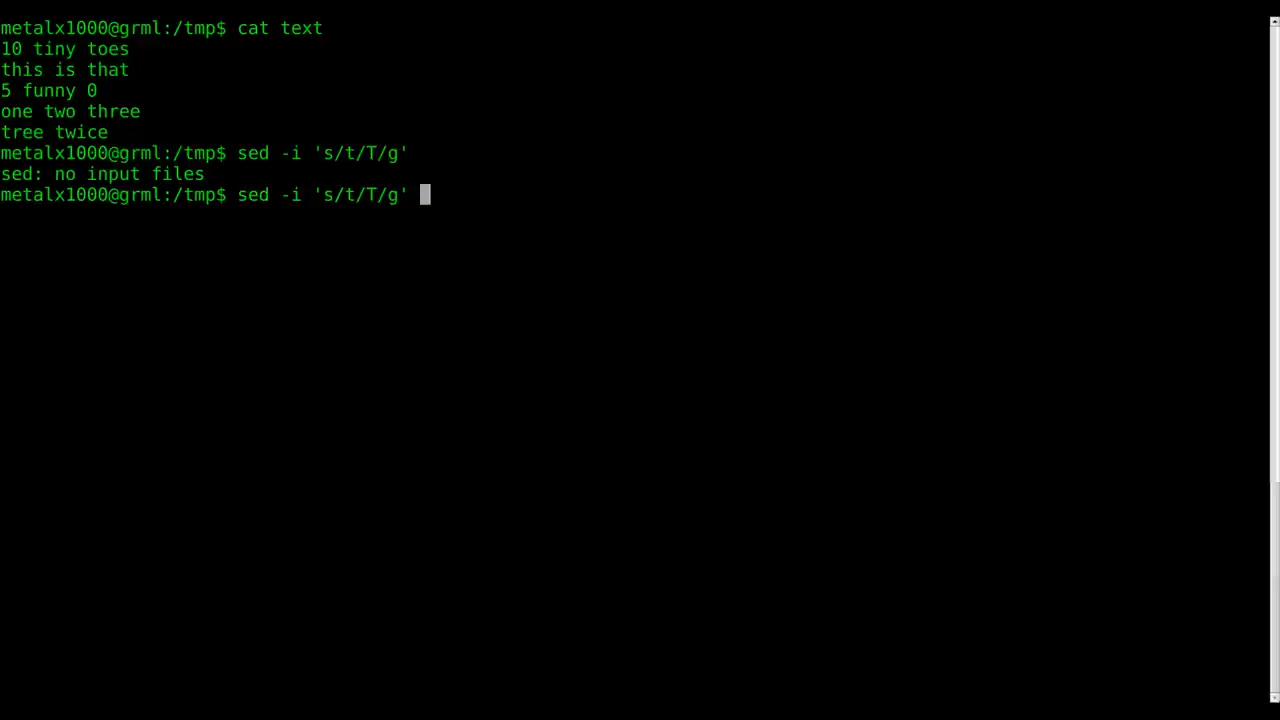 metalx1000@grml:/tmp$ cat text
10 tiny toes
this is that
5 funny 0
one two three
tree twice
metalx1000@grml:/tmp$ sed -i 's/t/T/g'
sed: no input files
metalx1000@grml:/tmp$ sed -i 's/t/T/g'